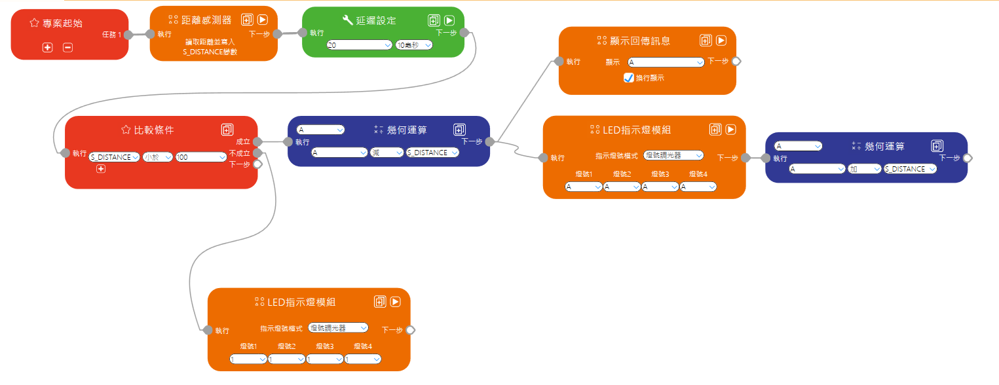 專案起始
任務 1
距離感測器
執行
下一步
讀取距離並寫入
S_DISTANCE變數
延遲設定
執行
下一步
20
10毫秒
顯示回傳訊息
執行
顯示
A
下一步
換行顯示
比較條件
成立
執行
S_DISTANCE
小於
100
不成立
下一步
A
幾何運算
執行
下一步
A
減
S_DISTANCE
LED指示燈模組
執行
指示燈號模式
燈號調光器
下一步
燈號1 燈號2 燈號3 燈號4
A A A A
A
幾何運算
執行
下一步
A
加
S_DISTANCE
LED指示燈模組
執行
指示燈號模式
燈號調光器
下一步
燈號1 燈號2 燈號3 燈號4
1 1 1 1